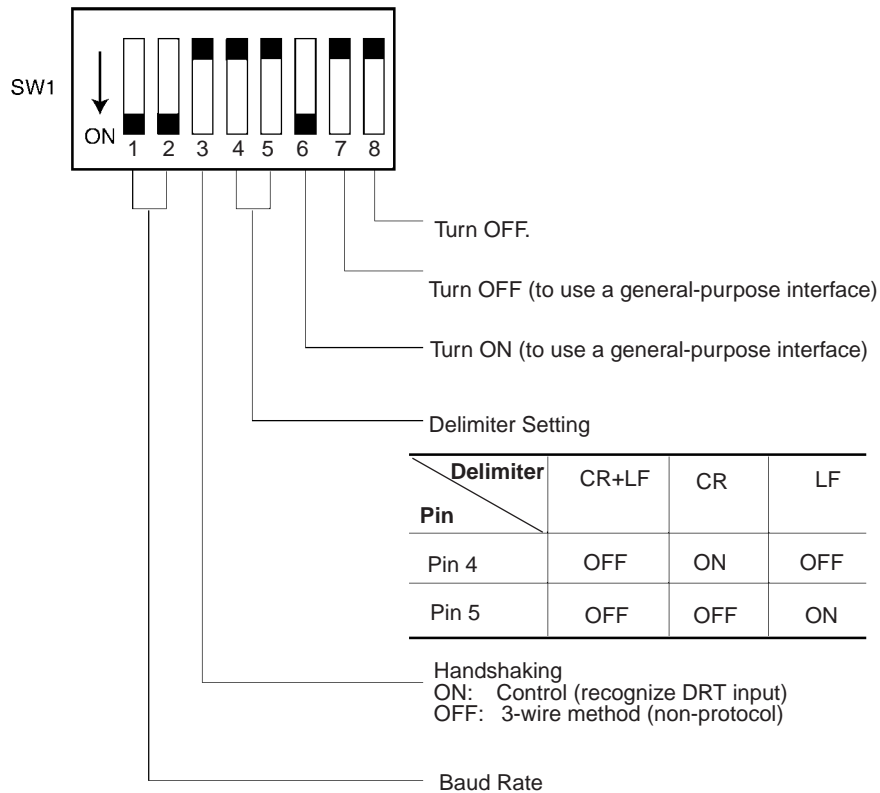 SW1
ON
1 2 3 4 5 6 7 8
Turn OFF.
Turn OFF (to use a general-purpose interface)
Turn ON (to use a general-purpose interface)
Delimiter Setting
Delimiter CR+LF CR LF
Pin
Pin 4 OFF ON OFF
Pin 5 OFF OFF ON
Handshaking
ON: Control (recognize DRT input)
OFF: 3-wire method (non-protocol)
Baud Rate